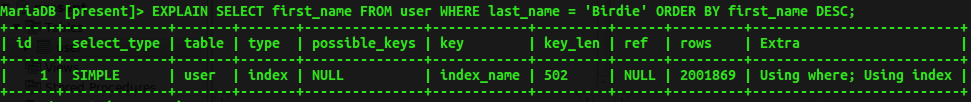 MariaDB [present]> EXPLAIN SELECT first_name FROM user WHERE last_name = 'Birdie' ORDER BY first_name DESC;
+------+-------------+-------+-------+---------------+------------+---------+------+---------+--------------------------+
| id | select_type | table | type | possible_keys | key | key_len | ref | rows | Extra |
+------+-------------+-------+-------+---------------+------------+---------+------+---------+--------------------------+
| 1 | SIMPLE | user | index | NULL | index_name | 502 | NULL | 2001869 | Using where; Using index |
+------+-------------+-------+-------+---------------+------------+---------+------+---------+--------------------------+